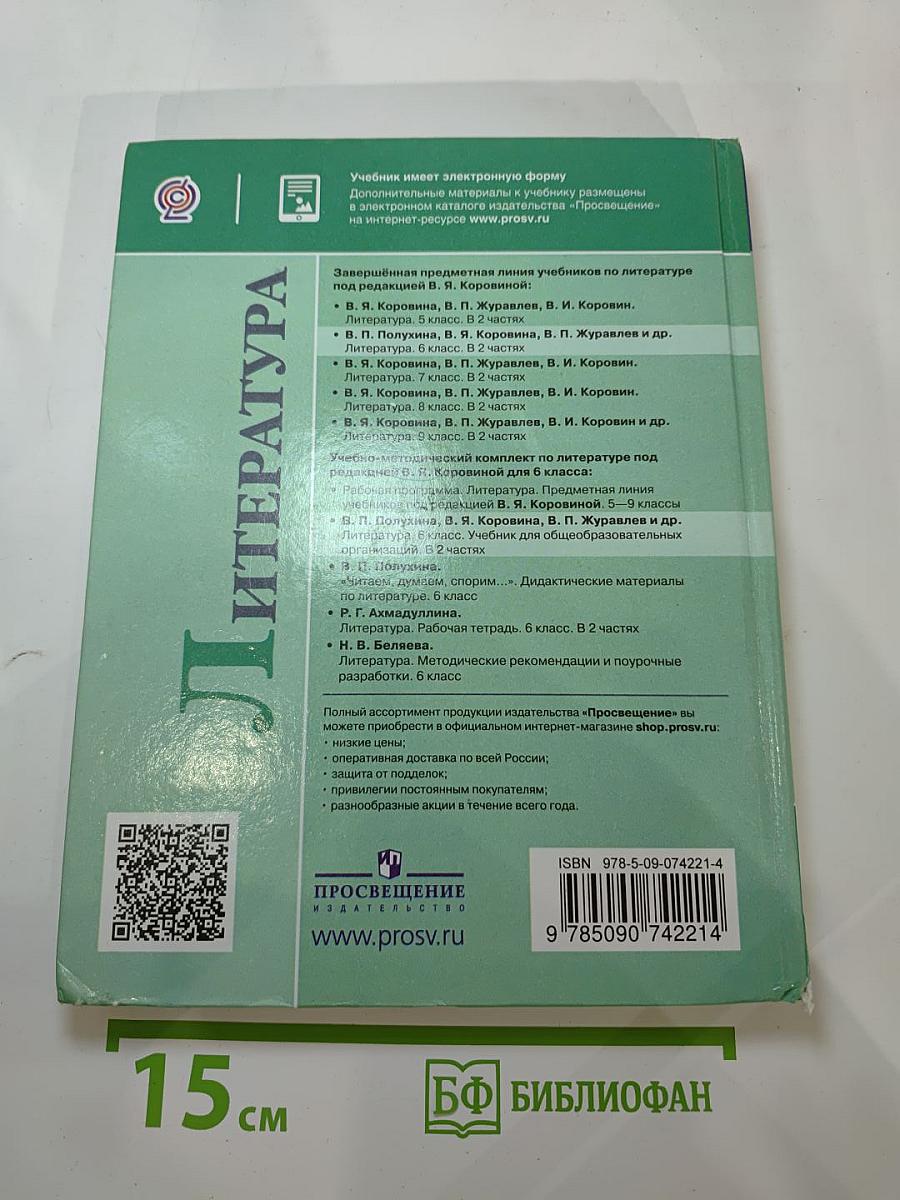 Учебник имеет электронную форму
Дополнительные материалы к учебнику размещены
в электронном каталоге издательства «Просвещение»
на интернет-ресурсе www.prosv.ru
ЛИТЕРАТУРА
Завершённая предметная линия учебников по литературе
под редакцией В. Я. Коровиной:
• В. Я. Коровина, В. П. Журавлев, В. И. Коровин.
Литература. 5 класс. В 2 частях
• В. П. Полухина, В. Я. Коровина, В. П. Журавлев и др.
Литература. 6 класс. В 2 частях
• В. Я. Коровина, В. П. Журавлев, В. И. Коровин.
Литература. 7 класс. В 2 частях
• В. Я. Коровина, В. П. Журавлев, В. И. Коровин.
Литература. 8 класс. В 2 частях
• В. Я. Коровина, В. П. Журавлев, В. И. Коровин и др.
Литература. 9 класс. В 2 частях
Учебно-методический комплект по литературе под
редакцией В. Я. Коровиной для 6 класса:
• Рабочая программа. Литература. Предметная линия
учебников под редакцией В. Я. Коровиной. 5—9 классы
• В. П. Полухина, В. Я. Коровина, В. П. Журавлев и др.
Литература. 6 класс. Учебник для общеобразовательных
организаций. В 2 частях
• В. П. Полухина.
«Читаем, думаем, спорим...». Дидактические материалы
по литературе. 6 класс
• Р. Г. Ахмадуллина.
Литература. Рабочая тетрадь. 6 класс. В 2 частях
• Н. В. Беляева.
Литература. Методические рекомендации и поурочные
разработки. 6 класс
Полный ассортимент продукции издательства «Просвещение» вы
можете приобрести в официальном интернет-магазине shop.prosv.ru:
• низкие цены;
• оперативная доставка по всей России;
• защита от подделок;
• привилегии постоянным покупателям;
• разнообразные акции в течение всего года.
ПРОСВЕЩЕНИЕ
ИЗДАТЕЛЬСТВО
www.prosv.ru
ISBN 978-5-09-074221-4
9 785090 742214
15 см
БФ БИБЛИОФАН